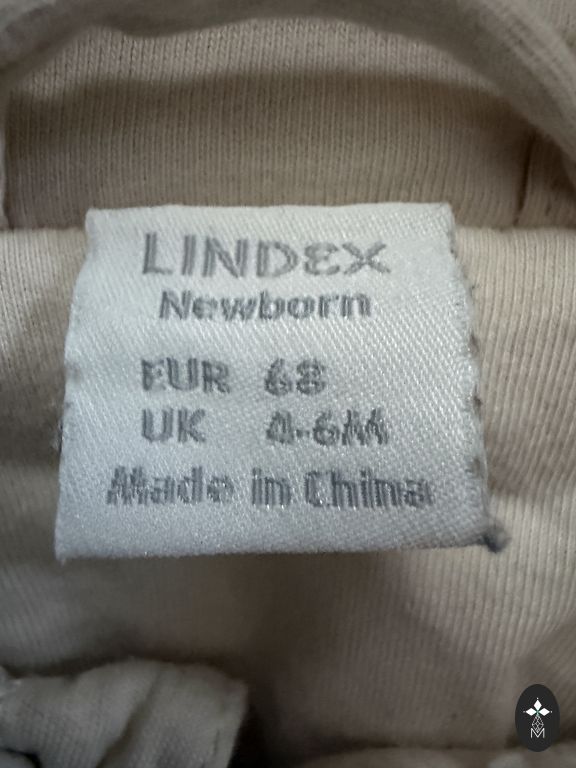 LINDEX
Newborn
EUR 68
UK 4-6M
Made in China
M